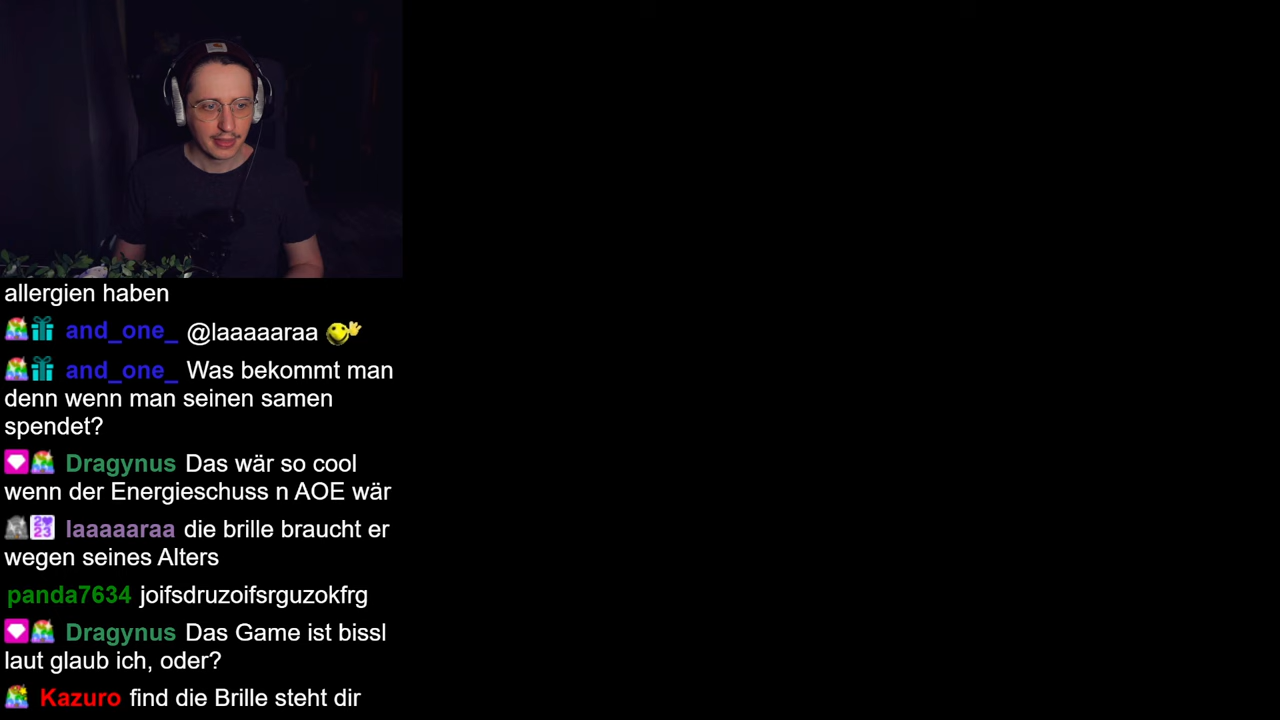 allergien haben
and_one_ @laaaaaraa
and_one_ Was bekommt man
denn wenn man seinen samen
spendet?
Dragynus Das wär so cool
wenn der Energieschuss n AOE wär
laaaaaraa die brille braucht er
wegen seines Alters
panda7634 joifsdruzoifsrguzokfrg
Dragynus Das Game ist bissl
laut glaub ich, oder?
Kazuro find die Brille steht dir